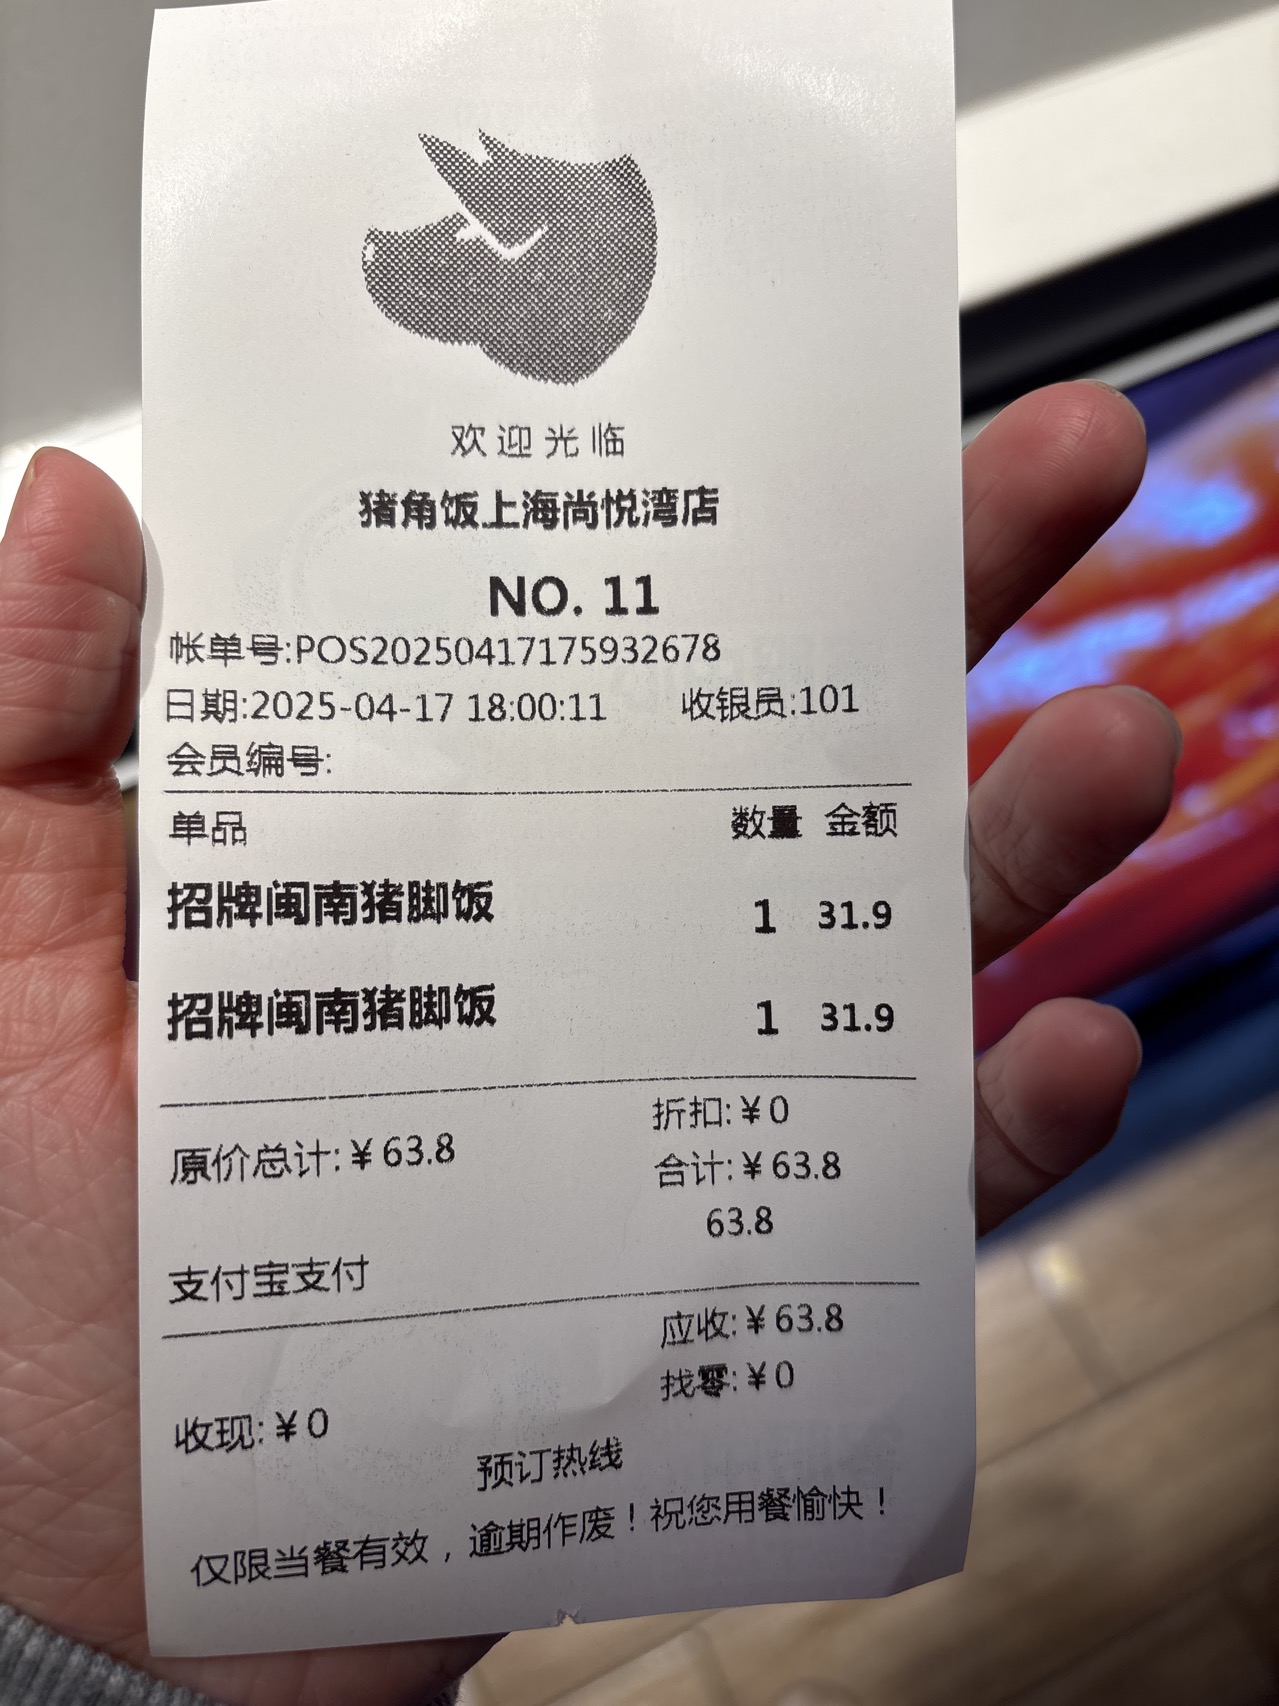 欢迎光临
猪角饭上海尚悦湾店
NO. 11
帐单号:POS20250417175932678
日期:2025-04-17 18:00:11 收银员:101
会员编号:
单品 数量 金额
招牌闽南猪脚饭 1 31.9
招牌闽南猪脚饭 1 31.9
折扣:¥0
原价总计:¥63.8 合计:¥63.8
63.8
支付宝支付
应收:¥63.8
找零:¥0
收现:¥0
预订热线
仅限当餐有效，逾期作废！祝您用餐愉快！